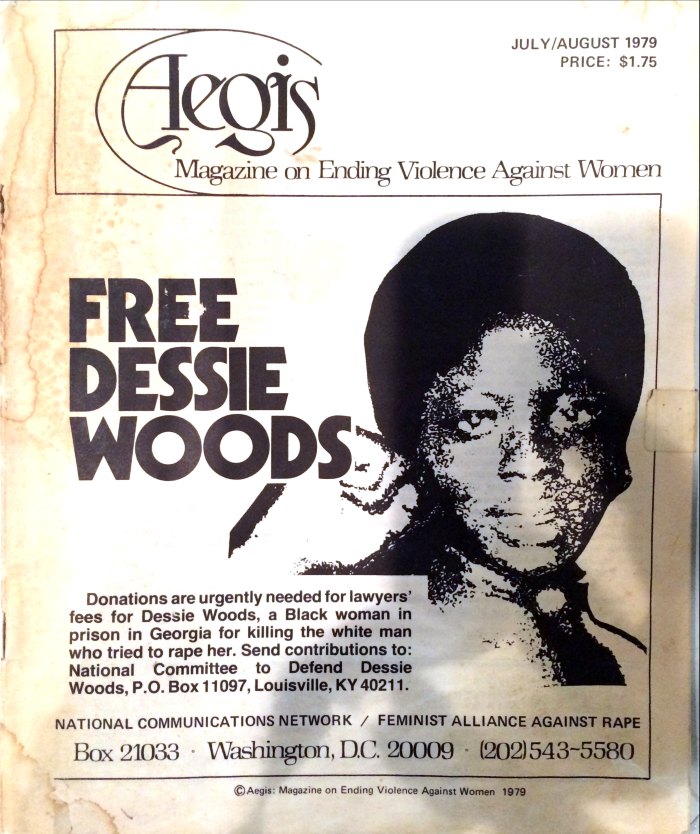 JULY/AUGUST 1979
PRICE: $1.75
Aegis
Magazine on Ending Violence Against Women
FREE
DESSIE
WOODS
Donations are urgently needed for lawyers'
fees for Dessie Woods, a Black woman in
prison in Georgia for killing the white man
who tried to rape her. Send contributions to:
National Committee to Defend Dessie
Woods, P.O. Box 11097, Louisville, KY 40211.
NATIONAL COMMUNICATIONS NETWORK / FEMINIST ALLIANCE AGAINST RAPE
Box 21033 · Washington, D.C. 20009 · (202) 543-5580
©Aegis: Magazine on Ending Violence Against Women 1979